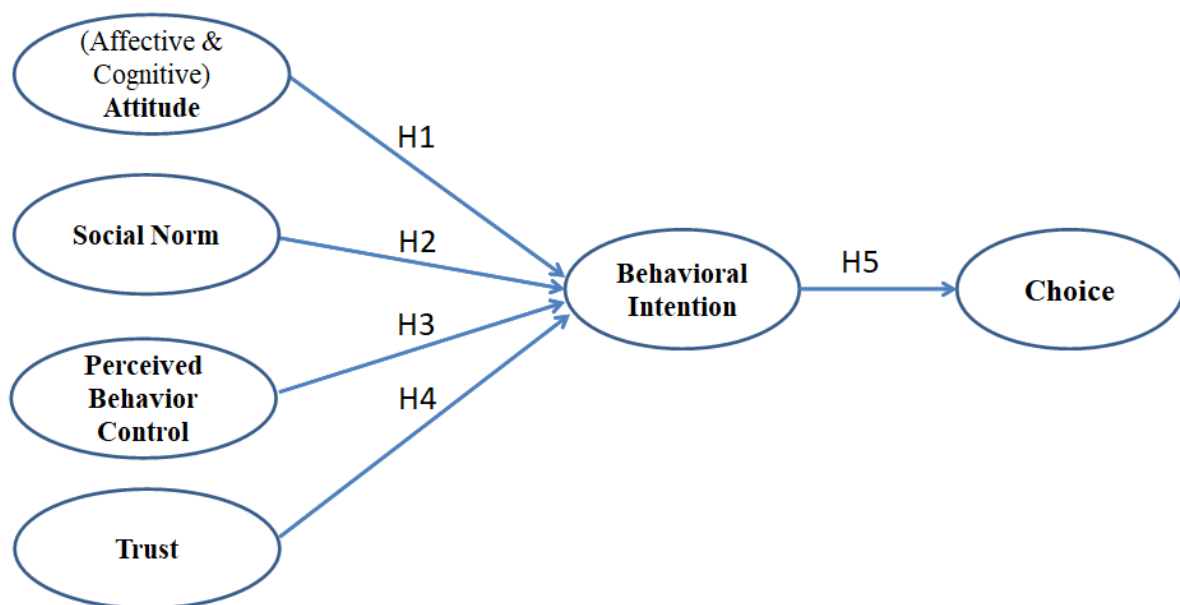 (Affective &
Cognitive)
Attitude
H1
Social Norm
H2
Perceived
Behavior
Control
H3
Trust
H4
Behavioral
Intention
H5
Choice